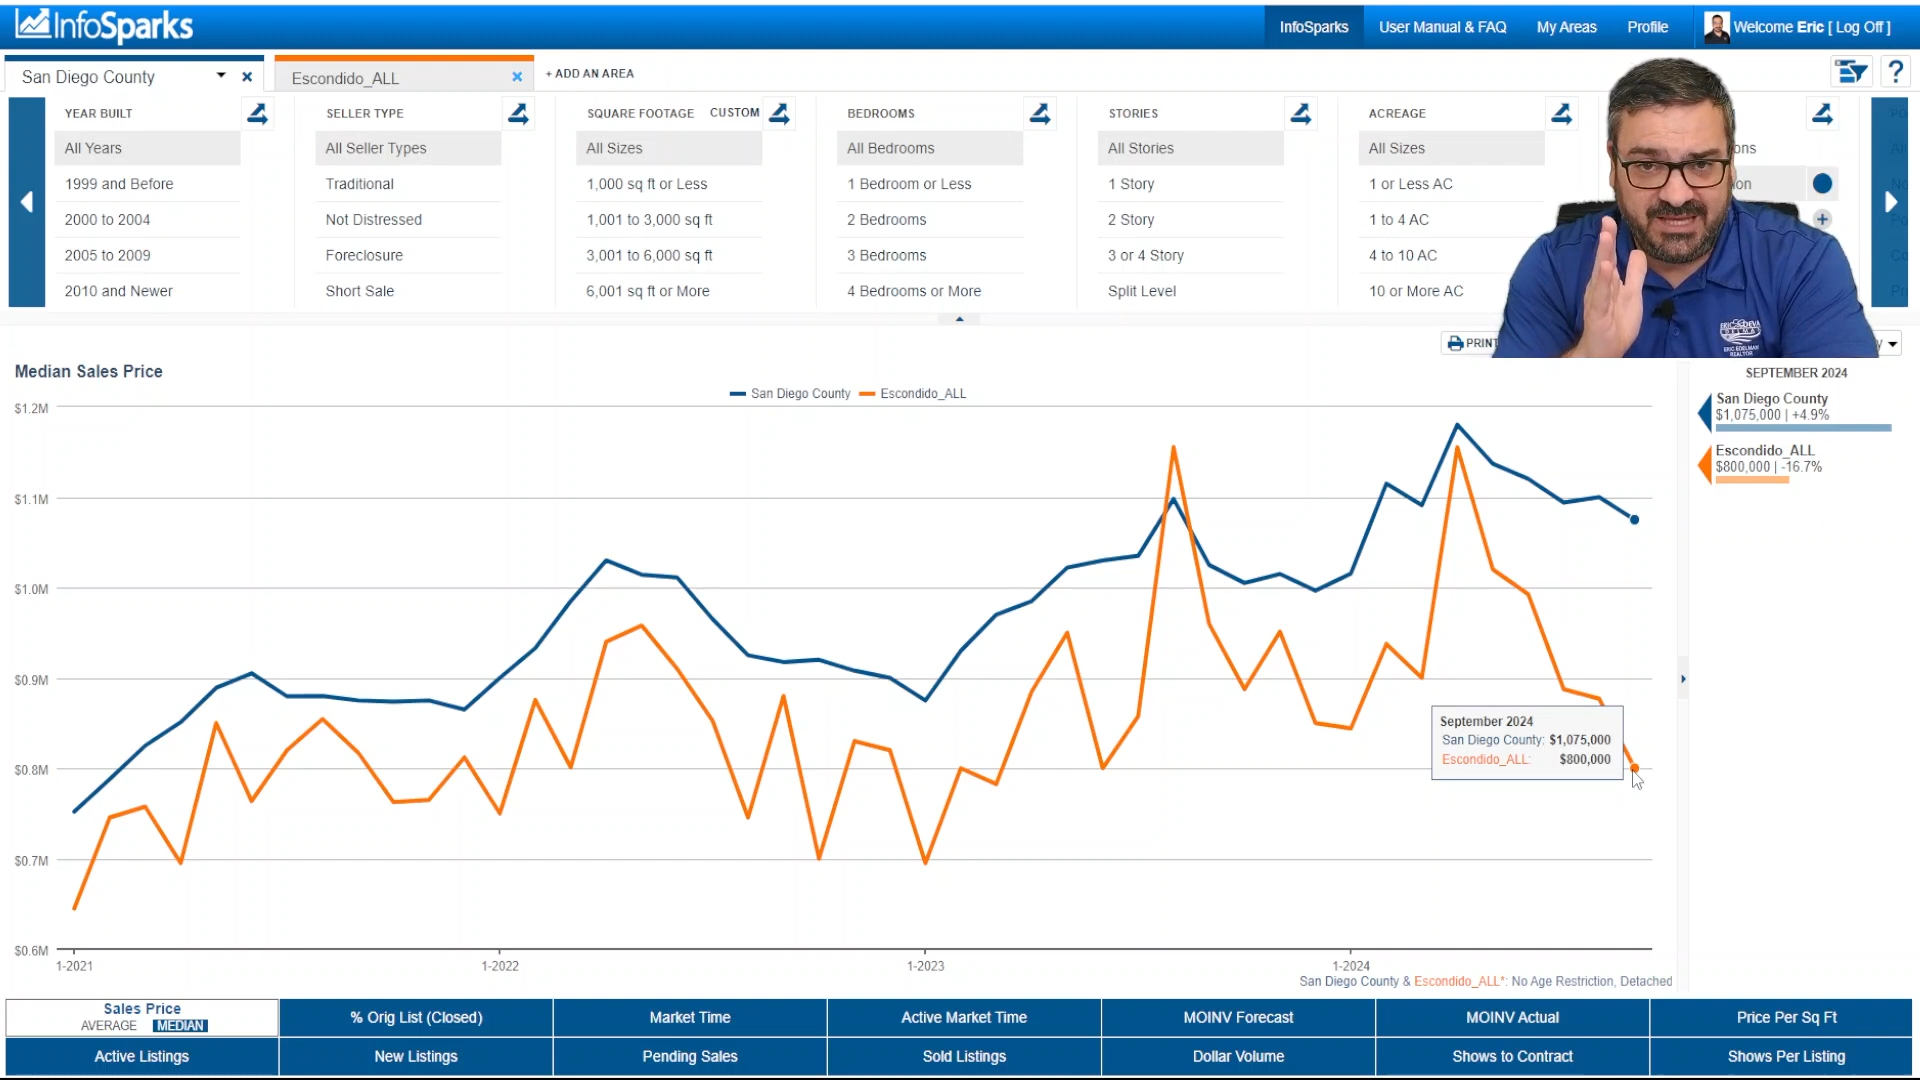 InfoSparks
InfoSparks
User Manual & FAQ
My Areas
Profile
Welcome Eric [ Log Off ]
San Diego County
Escondido_ALL
+ ADD AN AREA
?
YEAR BUILT
All Years
1999 and Before
2000 to 2004
2005 to 2009
2010 and Newer
SELLER TYPE
All Seller Types
Traditional
Not Distressed
Foreclosure
Short Sale
SQUARE FOOTAGE CUSTOM
All Sizes
1,000 sq ft or Less
1,001 to 3,000 sq ft
3,001 to 6,000 sq ft
6,001 sq ft or More
BEDROOMS
All Bedrooms
1 Bedroom or Less
2 Bedrooms
3 Bedrooms
4 Bedrooms or More
STORIES
All Stories
1 Story
2 Story
3 or 4 Story
Split Level
ACREAGE
All Sizes
1 or Less AC
1 to 4 AC
4 to 10 AC
10 or More AC
ERIC EDELMAN
REALTOR
PRINT
Median Sales Price
San Diego County Escondido_ALL
$1.2M
$1.1M
$1.0M
$0.9M
$0.8M
$0.7M
$0.6M
1-2021
1-2022
1-2023
1-2024
September 2024
San Diego County: $1,075,000
Escondido_ALL: $800,000
San Diego County & Escondido_ALL*: No Age Restriction, Detached
SEPTEMBER 2024
San Diego County
$1,075,000 | +4.9%
Escondido_ALL
$800,000 | -16.7%
Sales Price
AVERAGE MEDIAN
% Orig List (Closed)
Market Time
Active Market Time
MOINV Forecast
MOINV Actual
Price Per Sq Ft
Active Listings
New Listings
Pending Sales
Sold Listings
Dollar Volume
Shows to Contract
Shows Per Listing